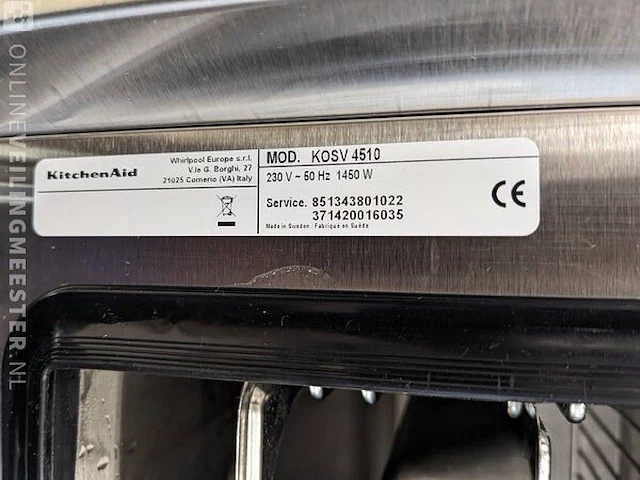 KitchenAid
Whirlpool Europe s.r.l.
V.le G. Borghi, 27
21025 Comerio (VA) Italy
MOD. KOSV 4510
230 V ~ 50 Hz 1450 W
Service. 851343801022
371420016035
Made in Sweden / Fabriqué en Suède
CE
ONLINEVEILINGMEESTER.NL